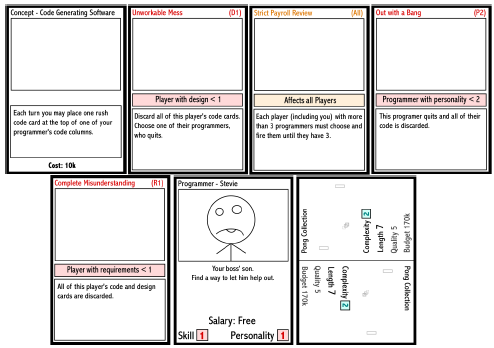 Concept - Code Generating Software
Each turn you may place one rush
code card at the top of one of your
programmer's code columns.
Cost: 10k
Unworkable Mess (D1)
Player with design < 1
Discard all of this player's code cards.
Choose one of their programmers,
who quits.
Strict Payroll Review (All)
Affects all Players
Each player (including you) with more
than 3 programmers must choose and
fire them until they have 3.
Out with a Bang (P2)
Programmer with personality < 2
This programer quits and all of their
code is discarded.
Complete Misunderstanding (R1)
Player with requirements < 1
All of this player's code and design
cards are discarded.
Programmer - Stevie
Your boss' son.
Find a way to let him help out.
Salary: Free
Skill 1 Personality 1
Pong Collection
Complexity 2
Length 7
Quality 5
Budget 170k
Pong Collection
Complexity 2
Length 7
Quality 5
Budget 170k